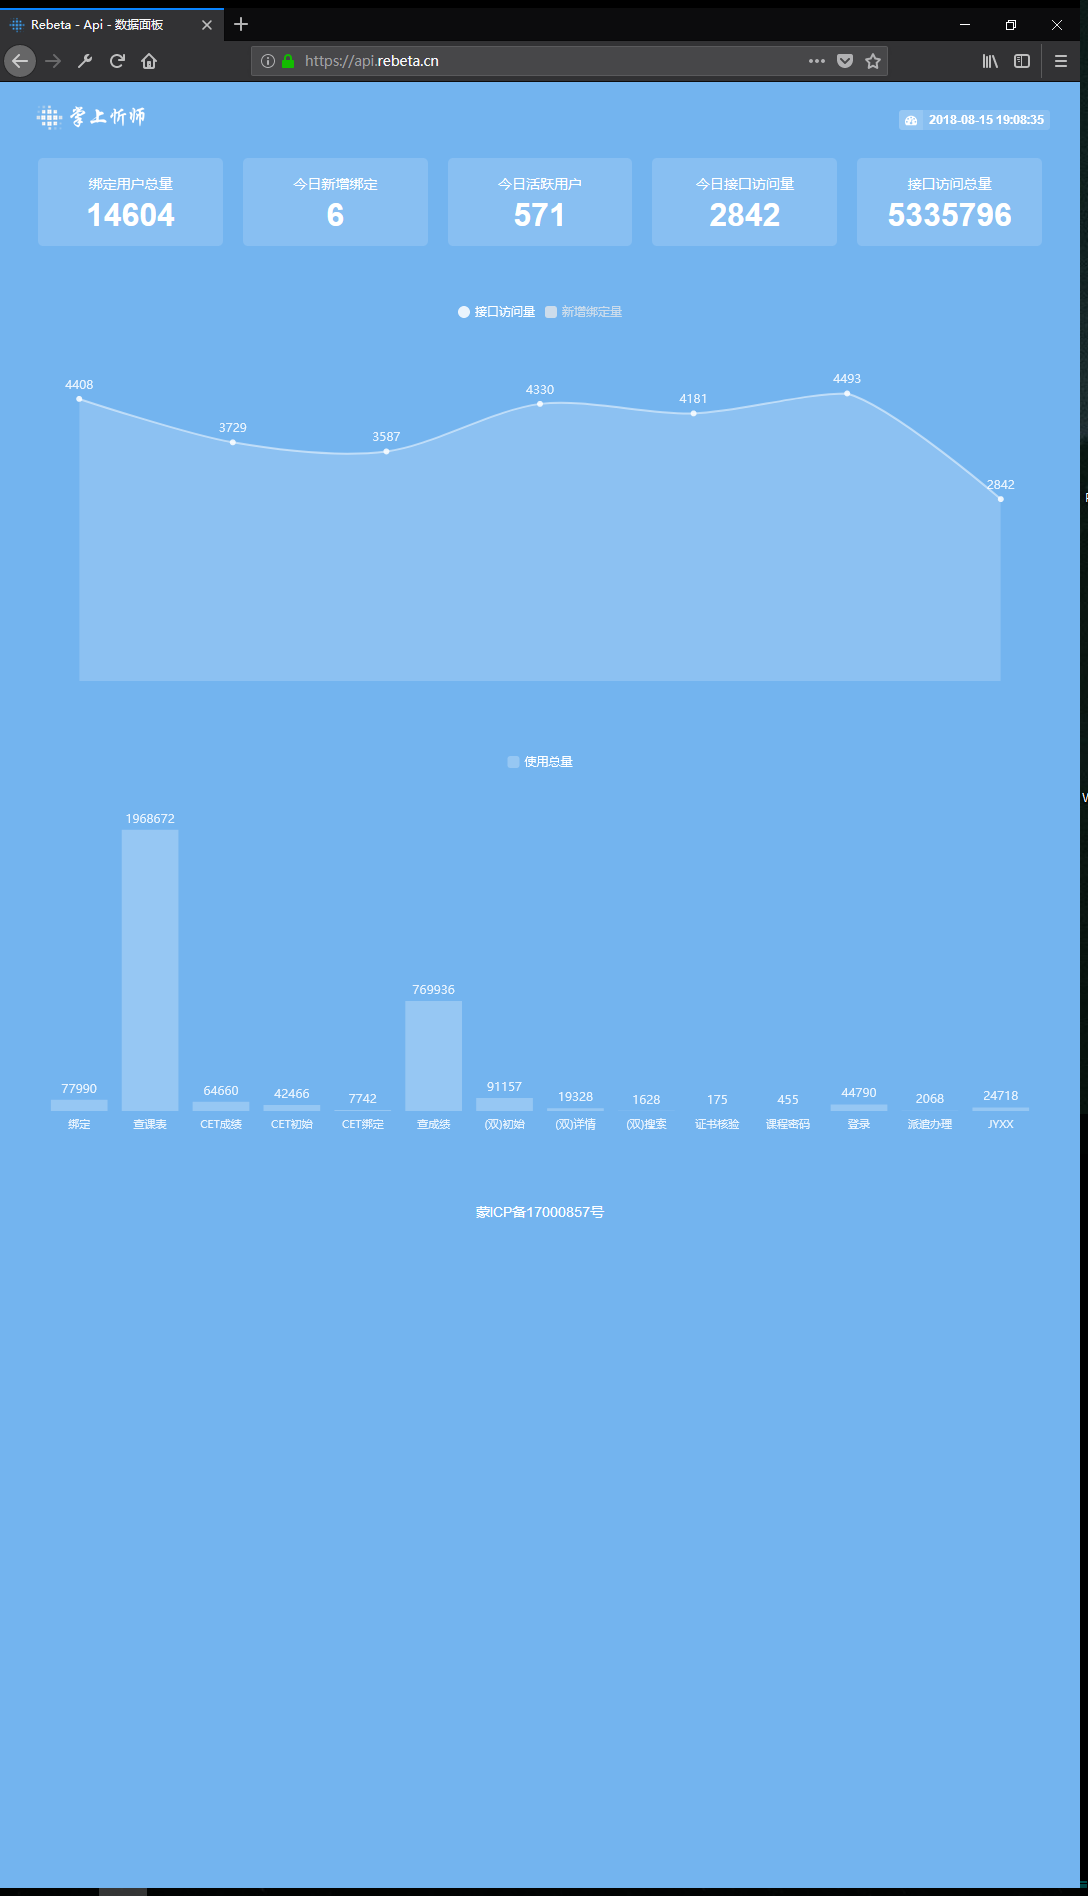 Rebeta - Api - 数据面板
https://api.rebeta.cn
掌上忻师
2018-08-15 19:08:35
绑定用户总量
14604
今日新增绑定
6
今日活跃用户
571
今日接口访问量
2842
接口访问总量
5335796
接口访问量 新增绑定量
4408 3729 3587 4330 4181 4493 2842
使用总量
77990 1968672 64660 42466 7742 769936 91157 19328 1628 175 455 44790 2068 24718
绑定 查课表 CET成绩 CET初始 CET绑定 查成绩 (双)初始 (双)详情 (双)搜索 证书核验 课程密码 登录 派遣办理 JYXX
蒙ICP备17000857号